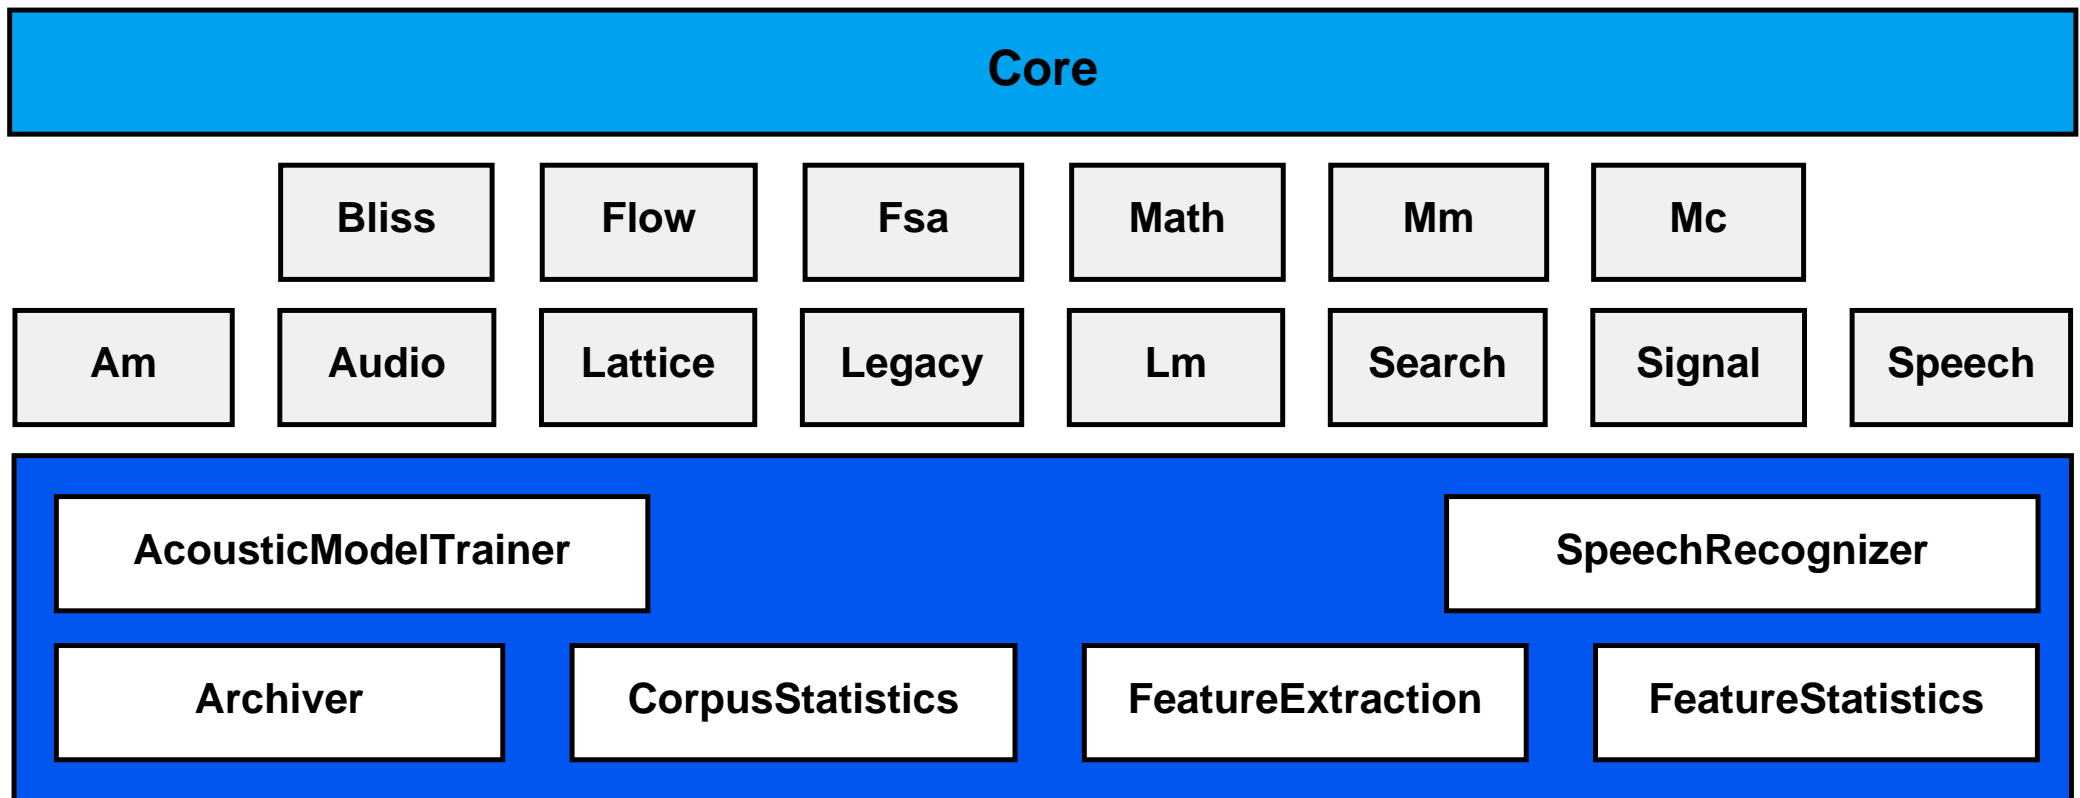 Core
Bliss Flow Fsa Math Mm Mc
Am Audio Lattice Legacy Lm Search Signal Speech
AcousticModelTrainer SpeechRecognizer
Archiver CorpusStatistics FeatureExtraction FeatureStatistics